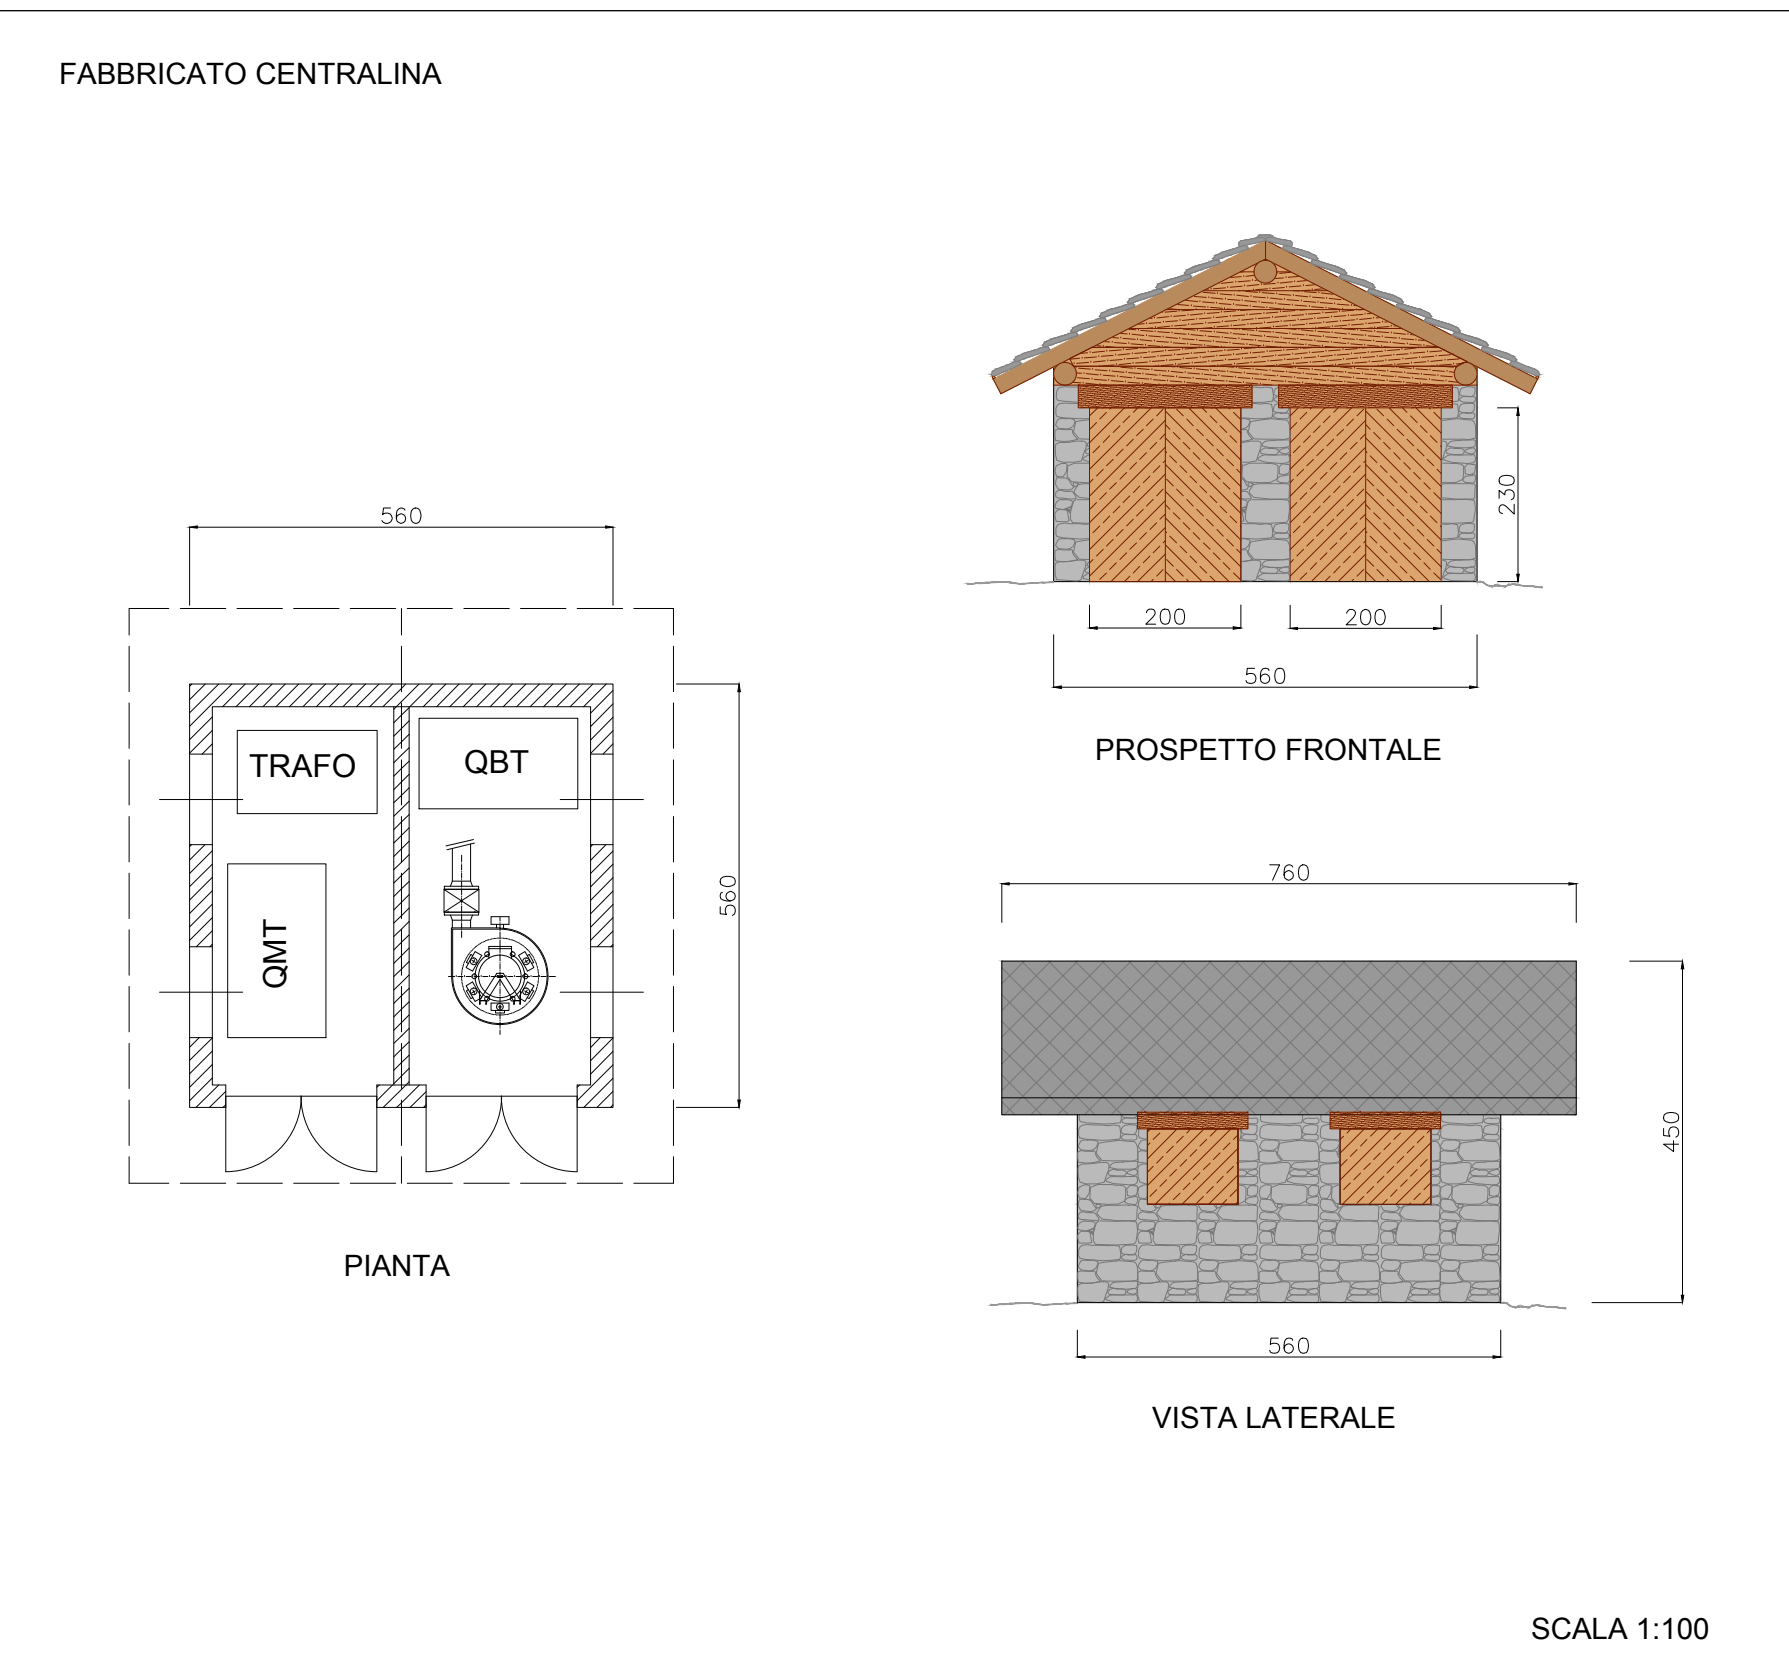 FABBRICATO CENTRALINA
230
200
200
560
PROSPETTO FRONTALE
560
TRAFO
QBT
QMT
560
PIANTA
760
450
560
VISTA LATERALE
SCALA 1:100